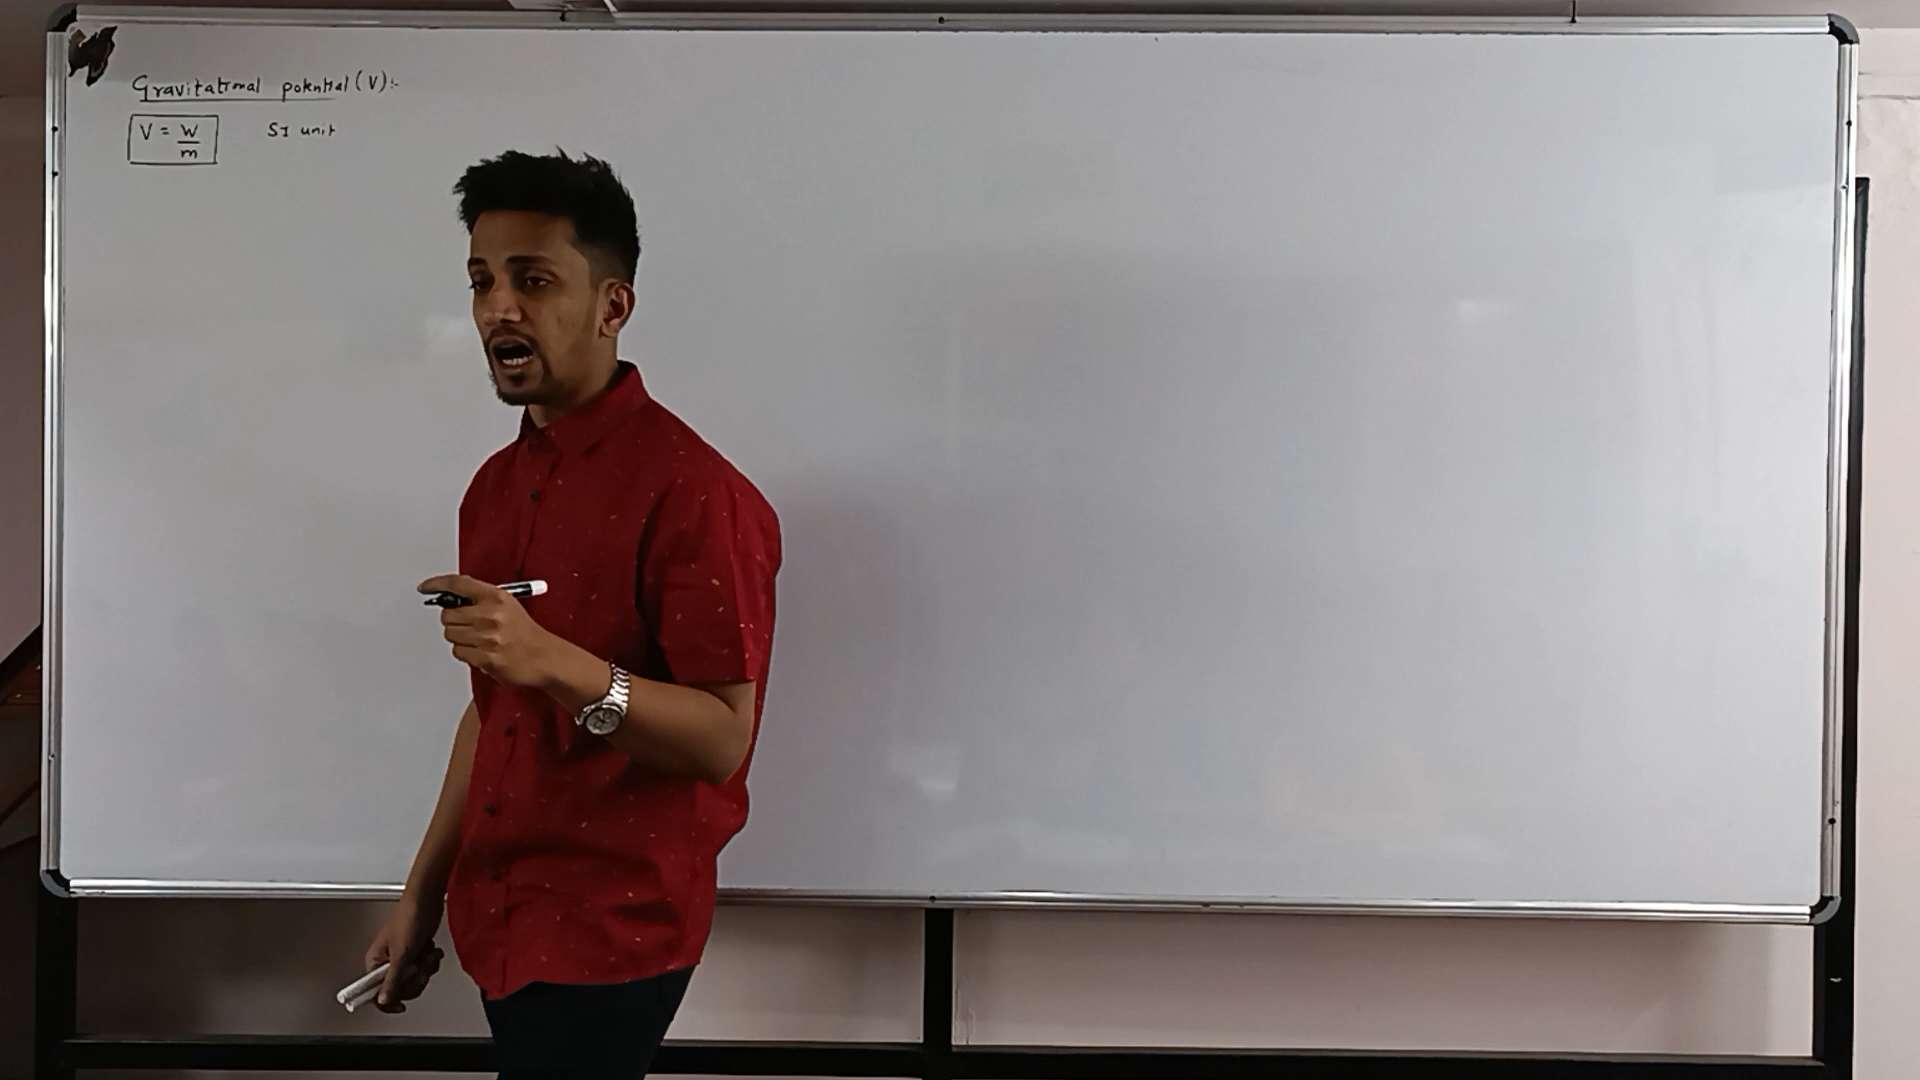 Gravitational potential (V):-
V = W/m SI unit